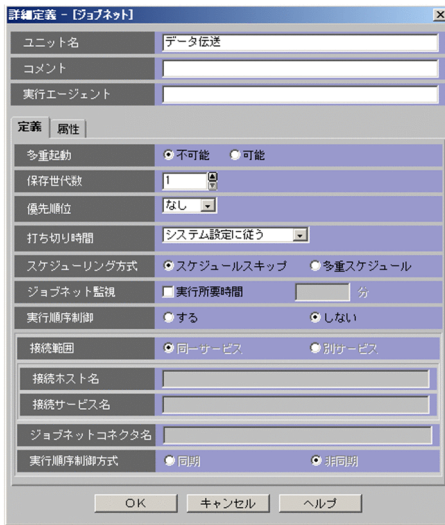 詳細定義 - [ジョブネット]
ユニット名 データ伝送
コメント
実行エージェント
定義 属性
多重起動 不可能 可能
保存世代数 1
優先順位 なし
打ち切り時間 システム設定に従う
スケジューリング方式 スケジュールスキップ 多重スケジュール
ジョブネット監視 実行所要時間 分
実行順序制御 する しない
接続範囲 同一サービス 別サービス
接続ホスト名
接続サービス名
ジョブネットコネクタ名
実行順序制御方式 同期 非同期
OK キャンセル ヘルプ